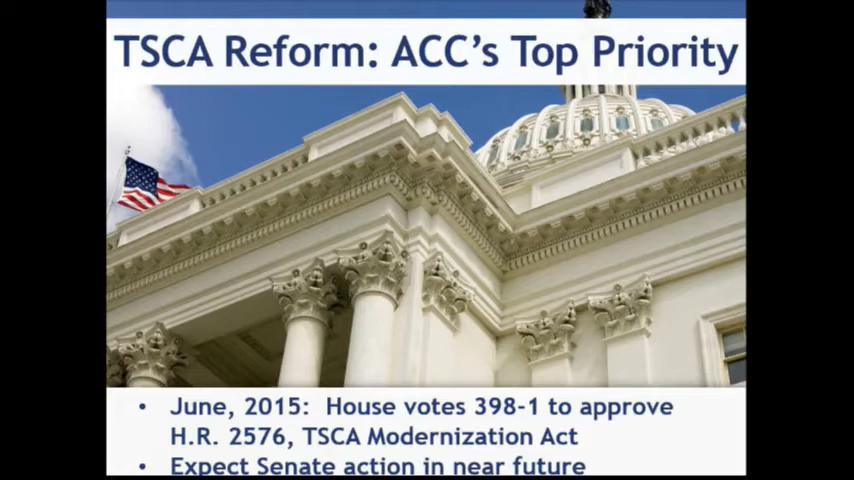 TSCA Reform: ACC's Top Priority
• June, 2015: House votes 398-1 to approve
H.R. 2576, TSCA Modernization Act
• Expect Senate action in near future